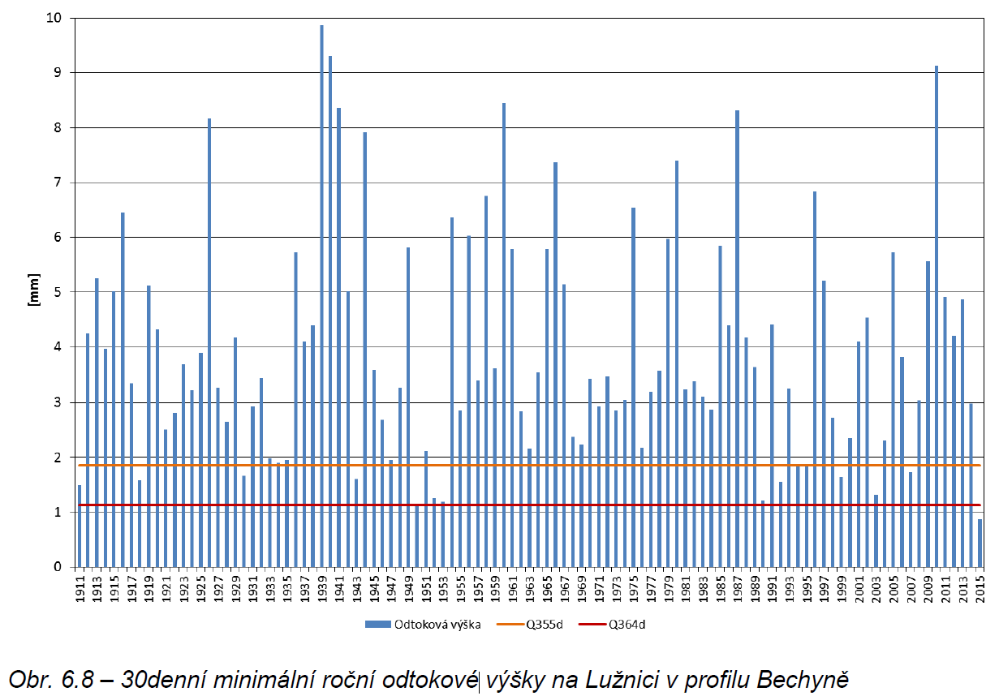 10
9
8
7
6
5
4
3
2
1
0
[mm]
1911 1913 1915 1917 1919 1921 1923 1925 1927 1929 1931 1933 1935 1937 1939 1941 1943 1945 1947 1949 1951 1953 1955 1957 1959 1961 1963 1965 1967 1969 1971 1973 1975 1977 1979 1981 1983 1985 1987 1989 1991 1993 1995 1997 1999 2001 2003 2005 2007 2009 2011 2013 2015
Odtoková výška Q355d Q364d
Obr. 6.8 – 30denní minimální roční odtokové výšky na Lužnici v profilu Bechyně